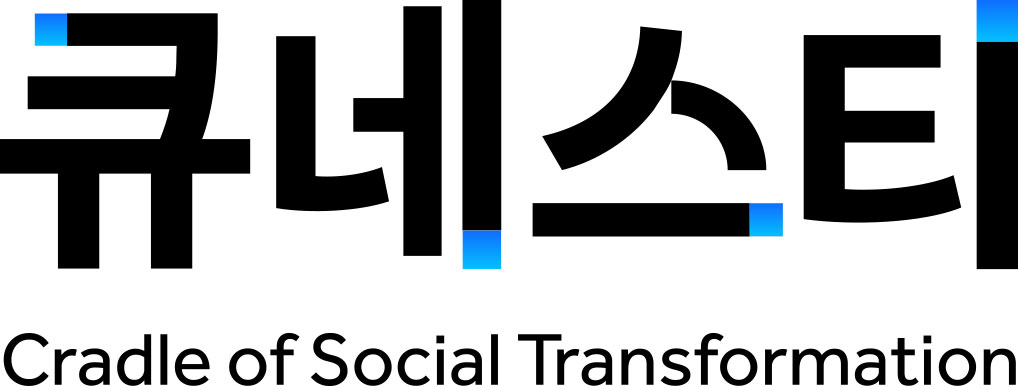 큐네스티
Cradle of Social Transformation